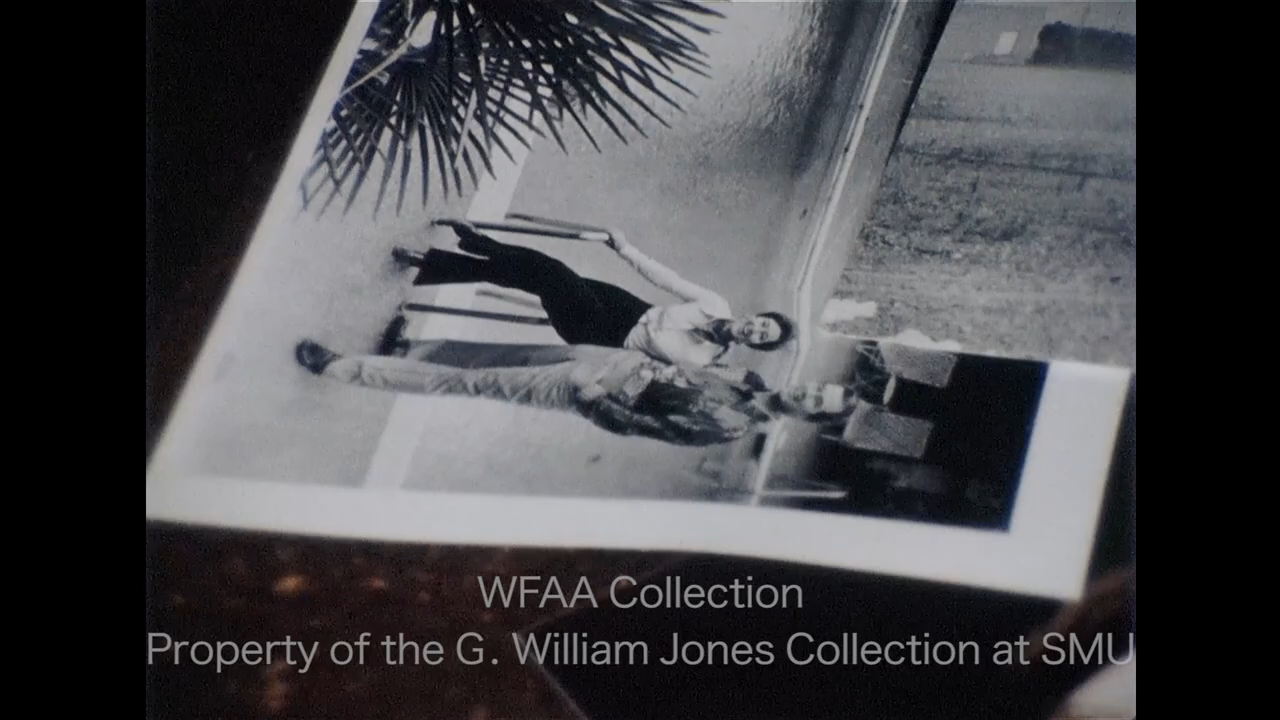 WFAA Collection
Property of the G. William Jones Collection at SMU